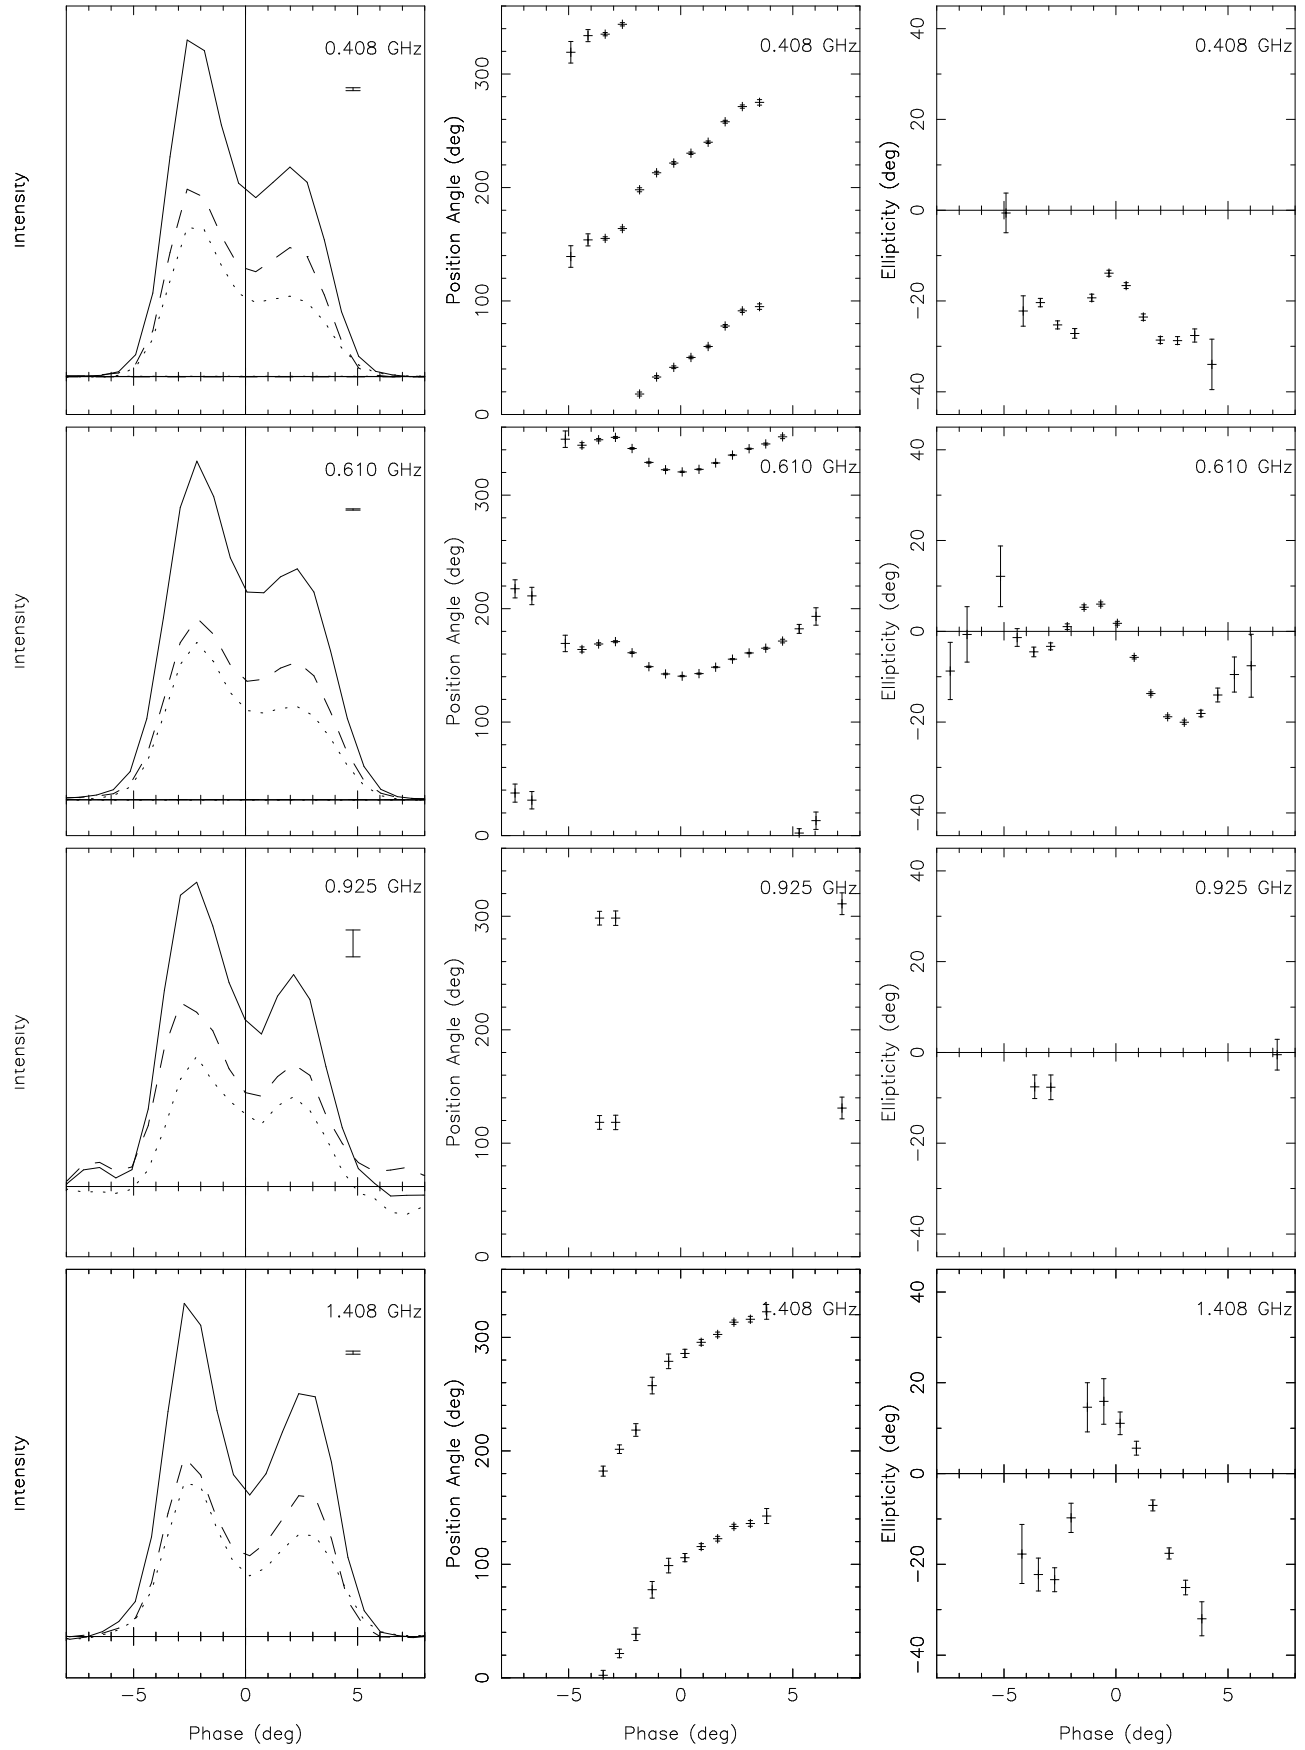 Intensity
0.408 GHz
Position Angle (deg)
0
100
200
300
0.408 GHz
Ellipticity (deg)
−40
−20
0
20
40
0.408 GHz
Intensity
0.610 GHz
Position Angle (deg)
0
100
200
300
0.610 GHz
Ellipticity (deg)
−40
−20
0
20
40
0.610 GHz
Intensity
0.925 GHz
Position Angle (deg)
0
100
200
300
0.925 GHz
Ellipticity (deg)
−40
−20
0
20
40
0.925 GHz
Intensity
1.408 GHz
Position Angle (deg)
0
100
200
300
1.408 GHz
Ellipticity (deg)
−40
−20
0
20
40
1.408 GHz
−5 0 5
−5 0 5
−5 0 5
Phase (deg)
Phase (deg)
Phase (deg)